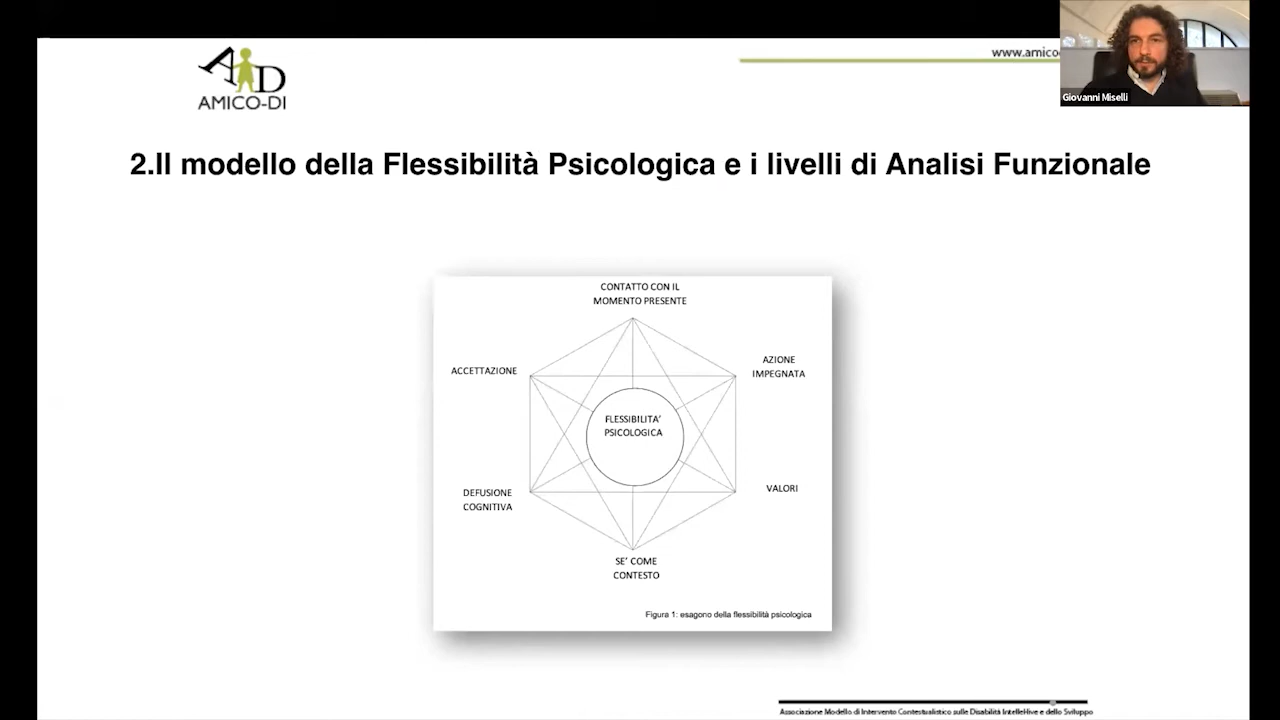 AID
AMICO-DI
www.amico
Giovanni Miselli
2.Il modello della Flessibilità Psicologica e i livelli di Analisi Funzionale
CONTATTO CON IL
MOMENTO PRESENTE
ACCETTAZIONE
AZIONE
IMPEGNATA
FLESSIBILITA'
PSICOLOGICA
DEFUSIONE
COGNITIVA
VALORI
SE' COME
CONTESTO
Figura 1: esagono della flessibilità psicologica
Associazione Modello di Intervento Contestualistico sulle Disabilità Intellettive e dello Sviluppo